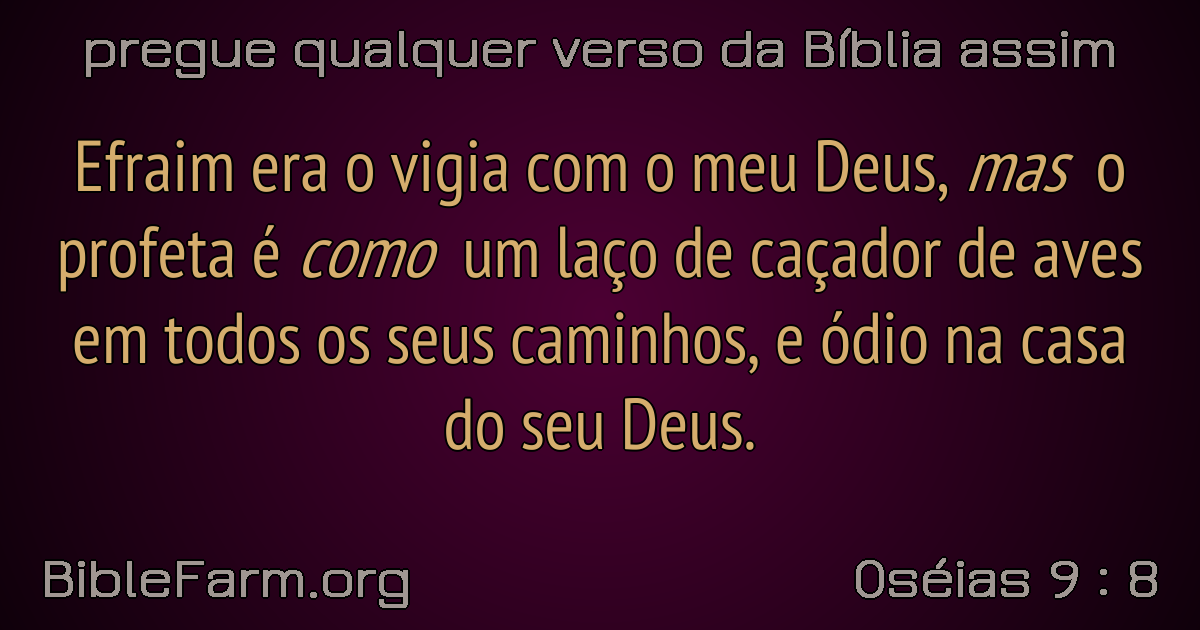 pregue qualquer verso da Bíblia assim
Efraim era o vigia com o meu Deus, mas o
profeta é como um laço de caçador de aves
em todos os seus caminhos, e ódio na casa
do seu Deus.
BibleFarm.org
Oséias 9 : 8